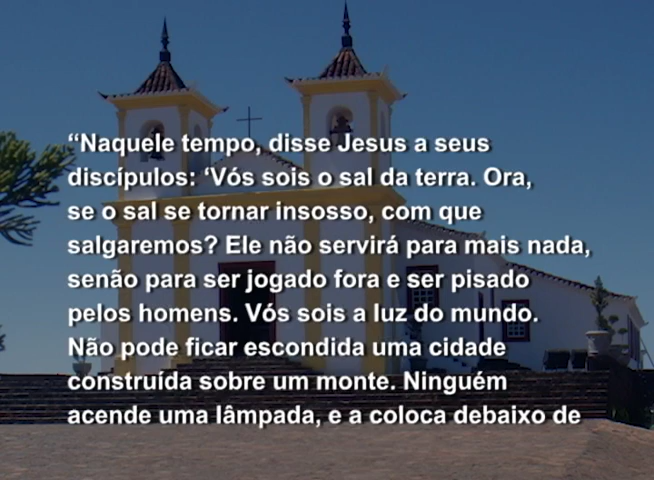 “Naquele tempo, disse Jesus a seus
discípulos: ‘Vós sois o sal da terra. Ora,
se o sal se tornar insosso, com que
salgaremos? Ele não servirá para mais nada,
senão para ser jogado fora e ser pisado
pelos homens. Vós sois a luz do mundo.
Não pode ficar escondida uma cidade
construída sobre um monte. Ninguém
acende uma lâmpada, e a coloca debaixo de